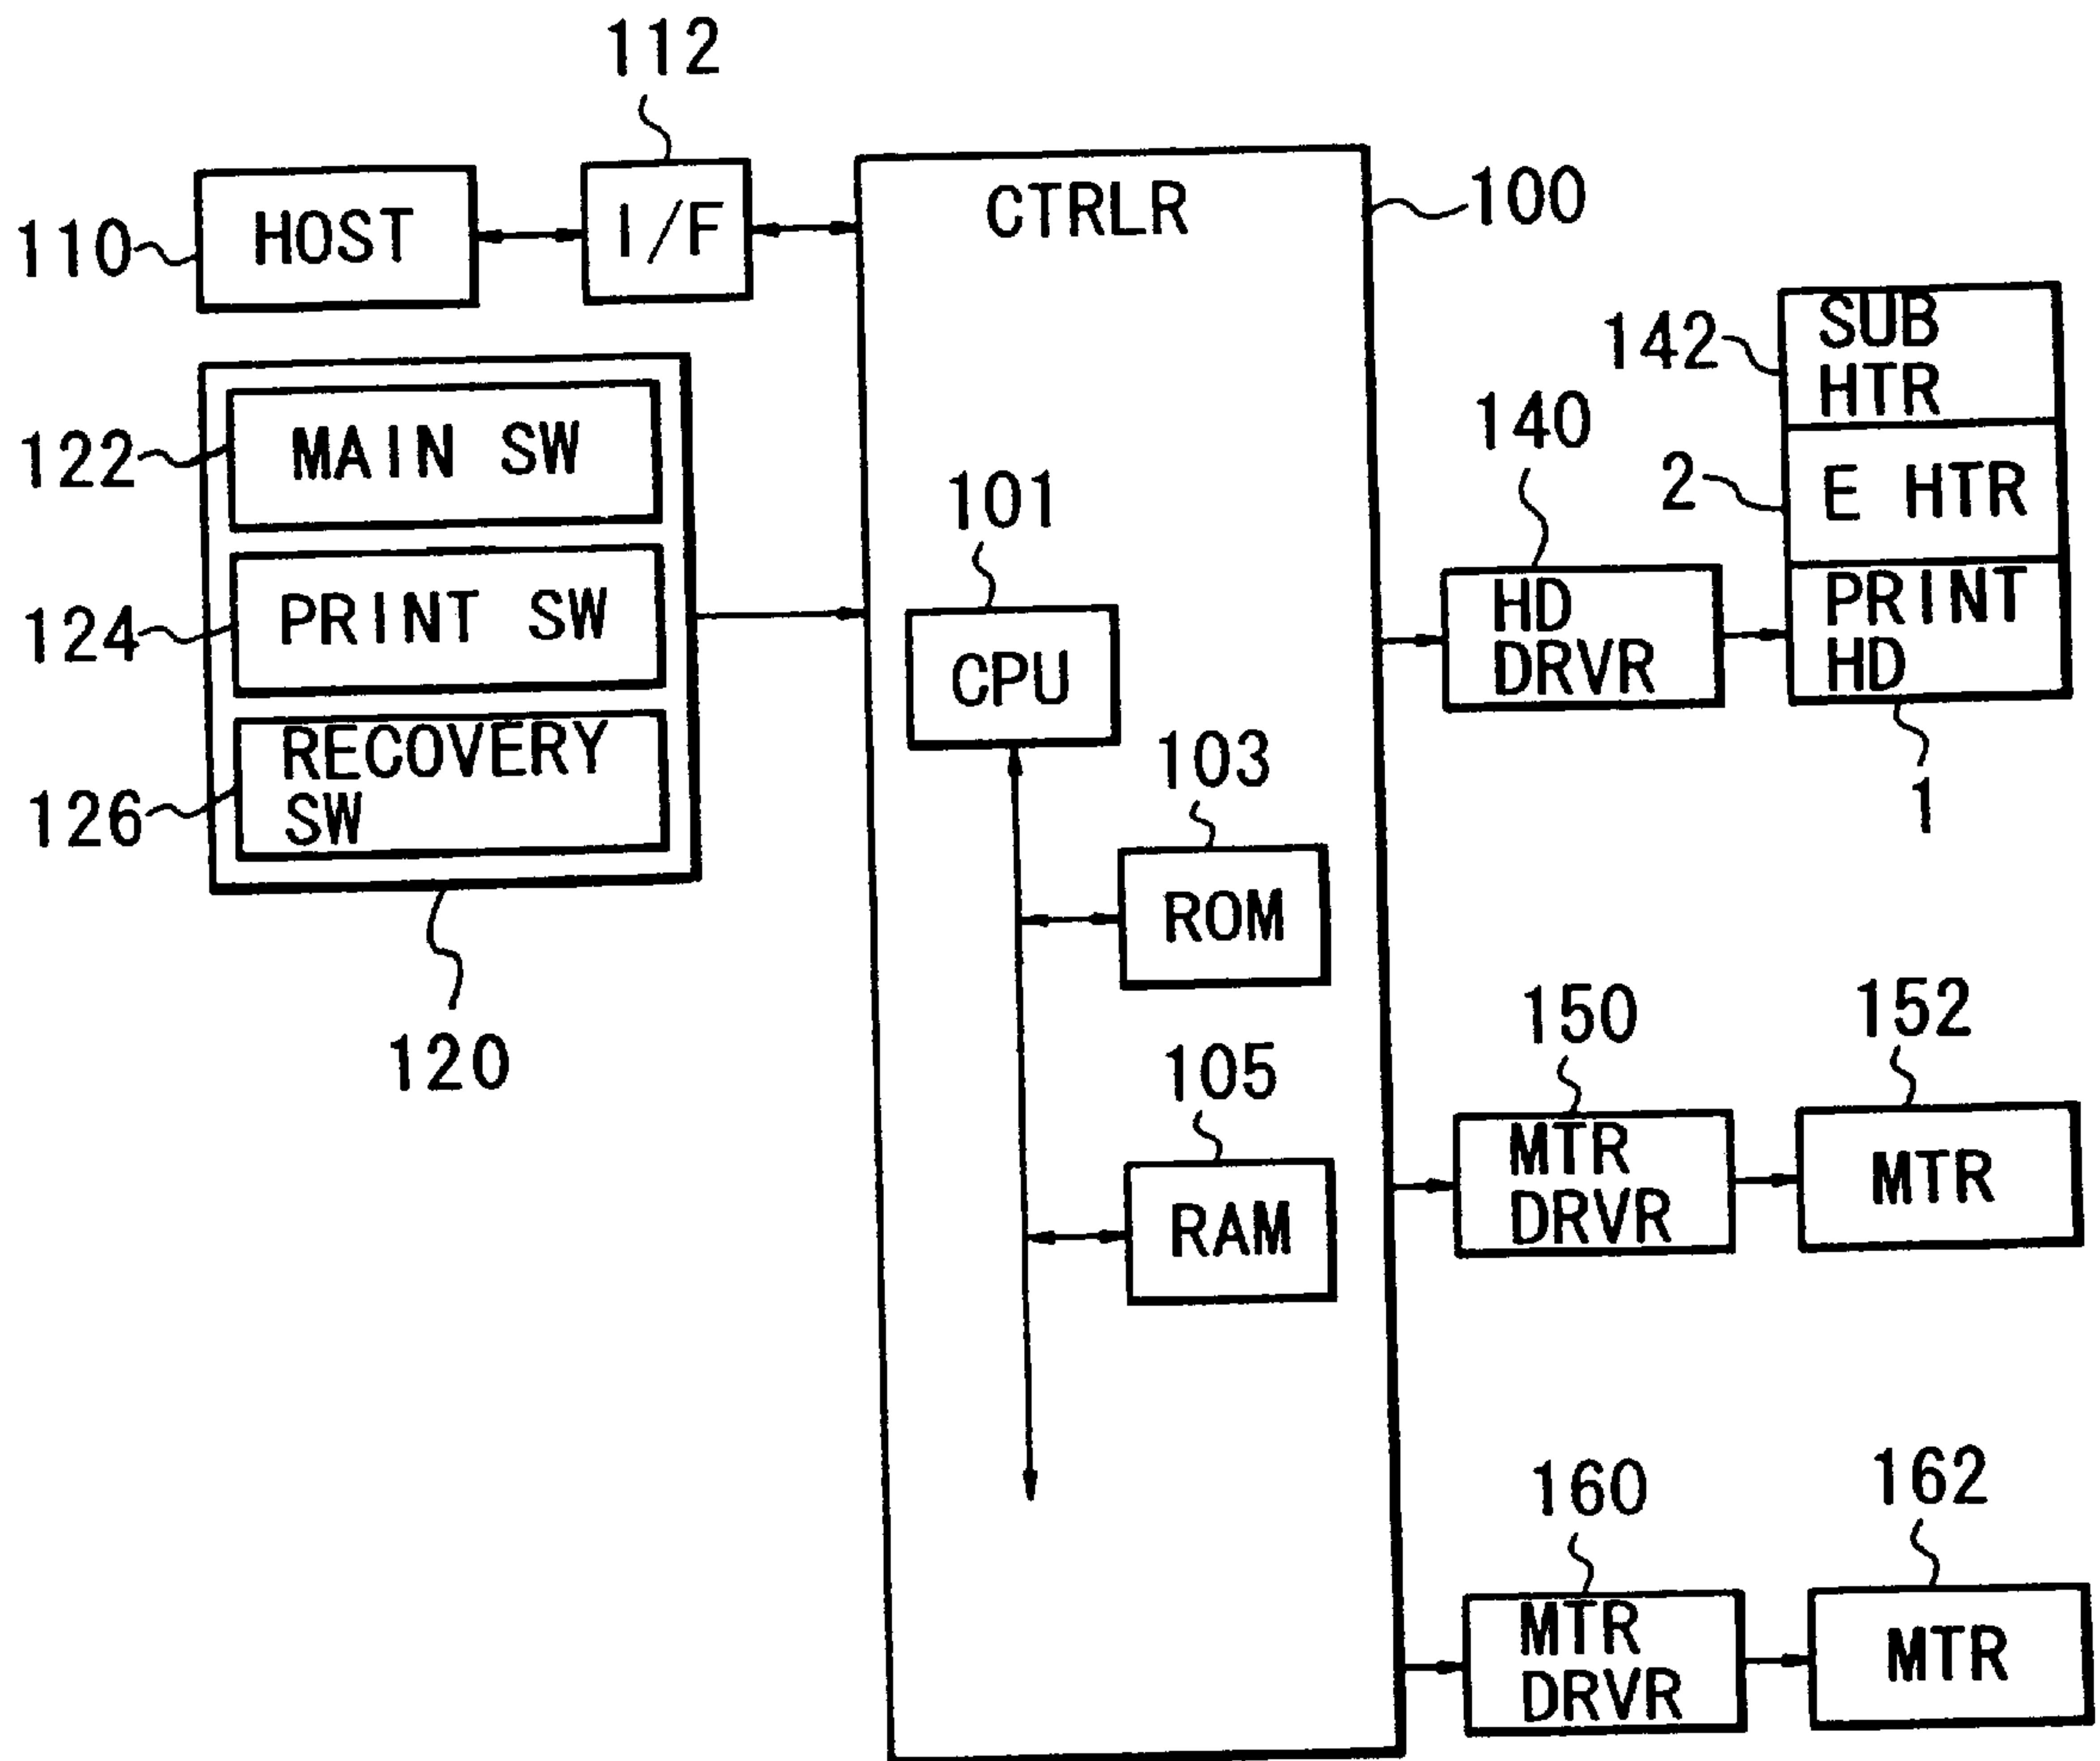 112
110
HOST
I/F
CTRLR
100
122
MAIN SW
124
PRINT SW
126
RECOVERY
SW
120
101
CPU
103
ROM
105
RAM
140
HD
DRVR
142
SUB
HTR
2
E HTR
PRINT
HD
1
150
MTR
DRVR
152
MTR
160
MTR
DRVR
162
MTR